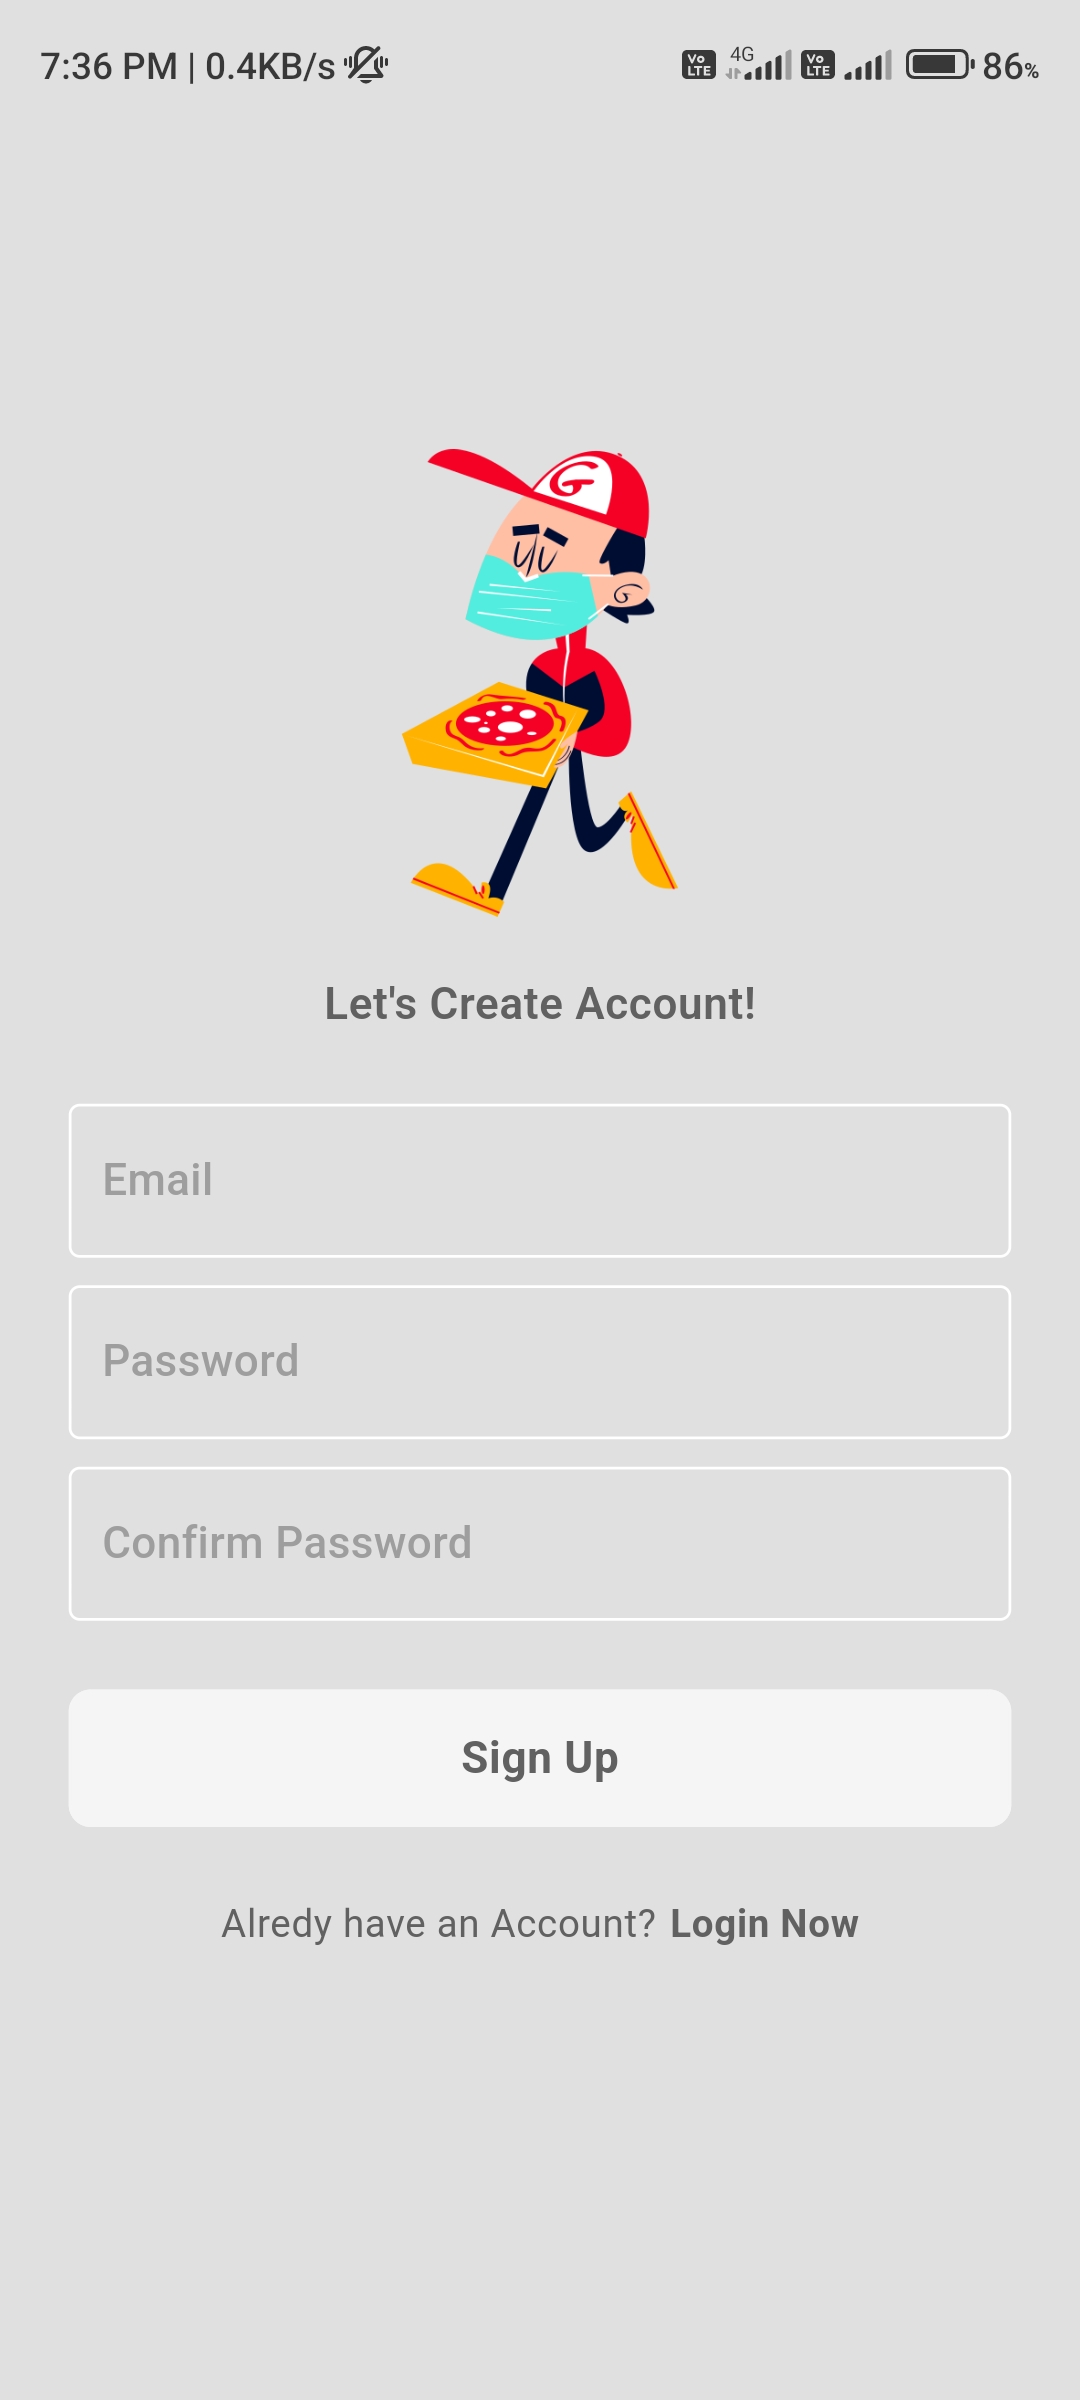 7:36 PM | 0.4KB/s Vo LTE 4G Vo LTE 86%
G
G
Let's Create Account!
Email
Password
Confirm Password
Sign Up
Alredy have an Account? Login Now